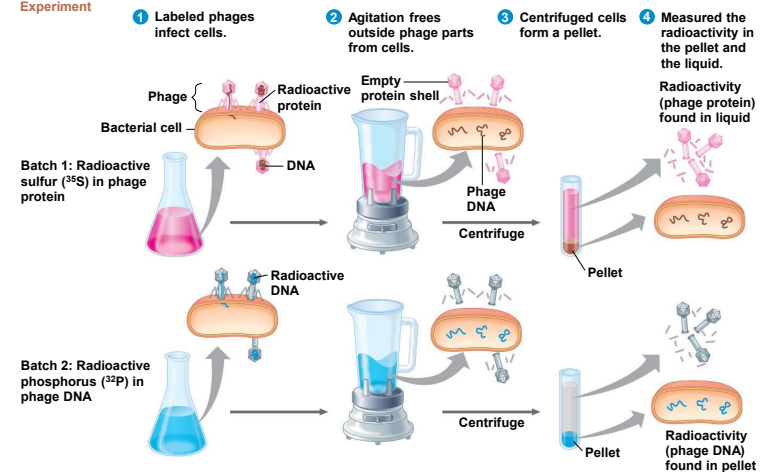 Experiment
1 Labeled phages
infect cells.
2 Agitation frees
outside phage parts
from cells.
3 Centrifuged cells
form a pellet.
4 Measured the
radioactivity in
the pellet and
the liquid.
Phage
Radioactive
protein
Bacterial cell
DNA
Batch 1: Radioactive
sulfur (³⁵S) in phage
protein
Empty
protein shell
Phage
DNA
Centrifuge
Pellet
Radioactivity
(phage protein)
found in liquid
Radioactive
DNA
Batch 2: Radioactive
phosphorus (³²P) in
phage DNA
Centrifuge
Pellet
Radioactivity
(phage DNA)
found in pellet